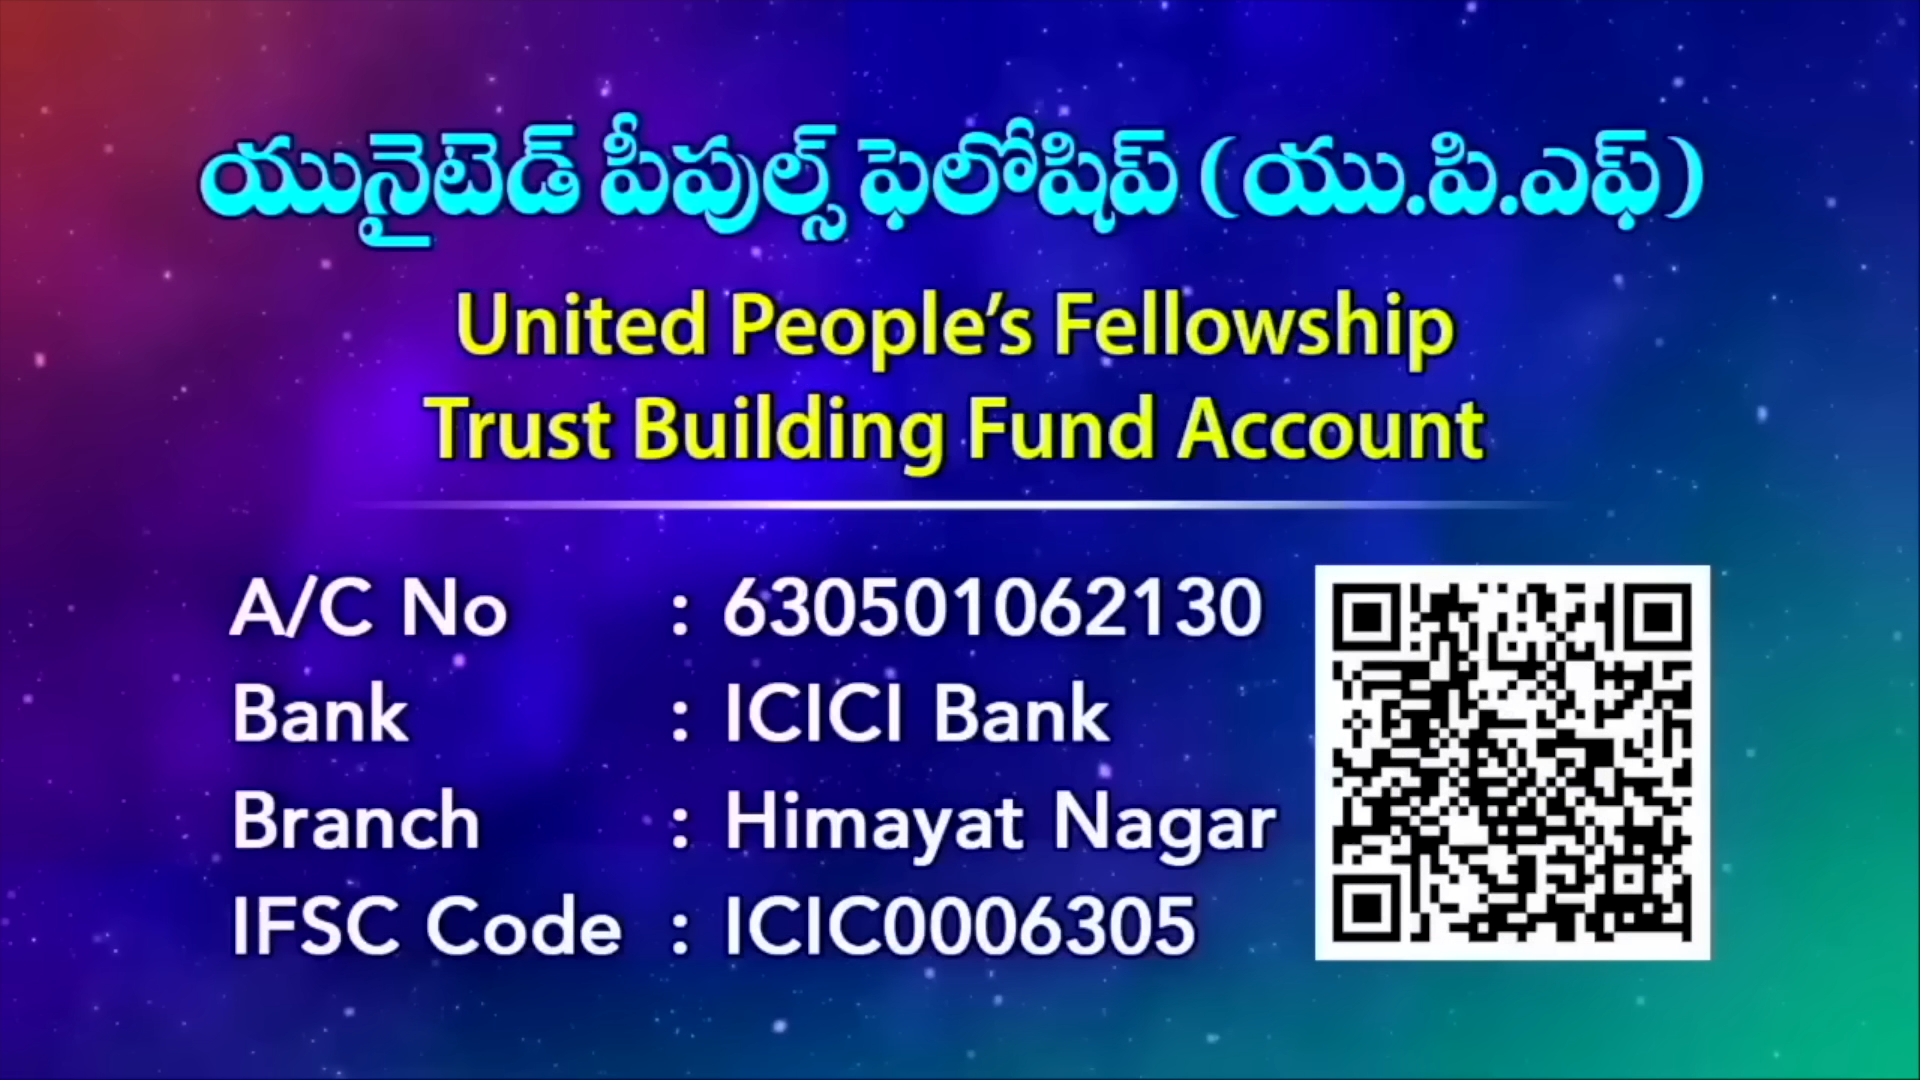 యునైటెడ్ పీపుల్స్ ఫెలోషిప్ (యు.పి.ఎఫ్)
United People’s Fellowship
Trust Building Fund Account
A/C No : 630501062130
Bank : ICICI Bank
Branch : Himayat Nagar
IFSC Code : ICIC0006305